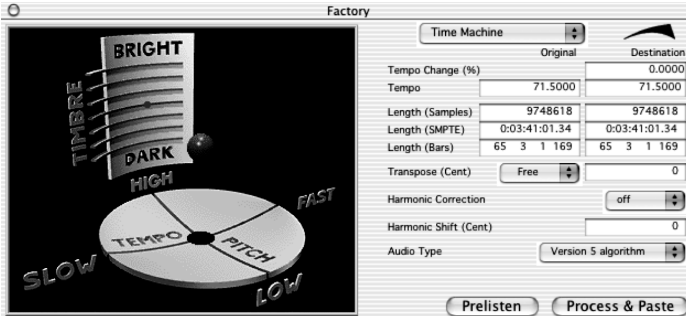 Factory
BRIGHT
TIMBRE
DARK
HIGH
FAST
TEMPO
PITCH
SLOW
LOW
Time Machine
Original Destination
Tempo Change (%) 0.0000
Tempo 71.5000 71.5000
Length (Samples) 9748618 9748618
Length (SMPTE) 0:03:41:01.34 0:03:41:01.34
Length (Bars) 65 3 1 169 65 3 1 169
Transpose (Cent) Free 0
Harmonic Correction off
Harmonic Shift (Cent) 0
Audio Type Version 5 algorithm
Prelisten Process & Paste